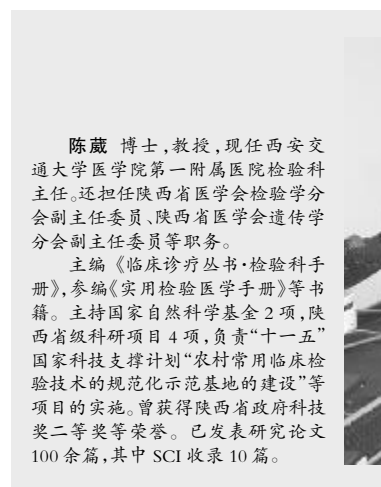 陈葳 博士,教授,现任西安交
通大学医学院第一附属医院检验科
主任。还担任陕西省医学会检验学分
会副主任委员、陕西省医学会遗传学
分会副主任委员等职务。
主编《临床诊疗丛书·检验科手
册》,参编《实用检验医学手册》等书
籍。主持国家自然科学基金 2 项,陕
西省级科研项目 4 项,负责“十一五”
国家科技支撑计划“农村常用临床检
验技术的规范化示范基地的建设”等
项目的实施。曾获得陕西省政府科技
奖二等奖等荣誉。已发表研究论文
100 余篇,其中 SCI 收录 10 篇。